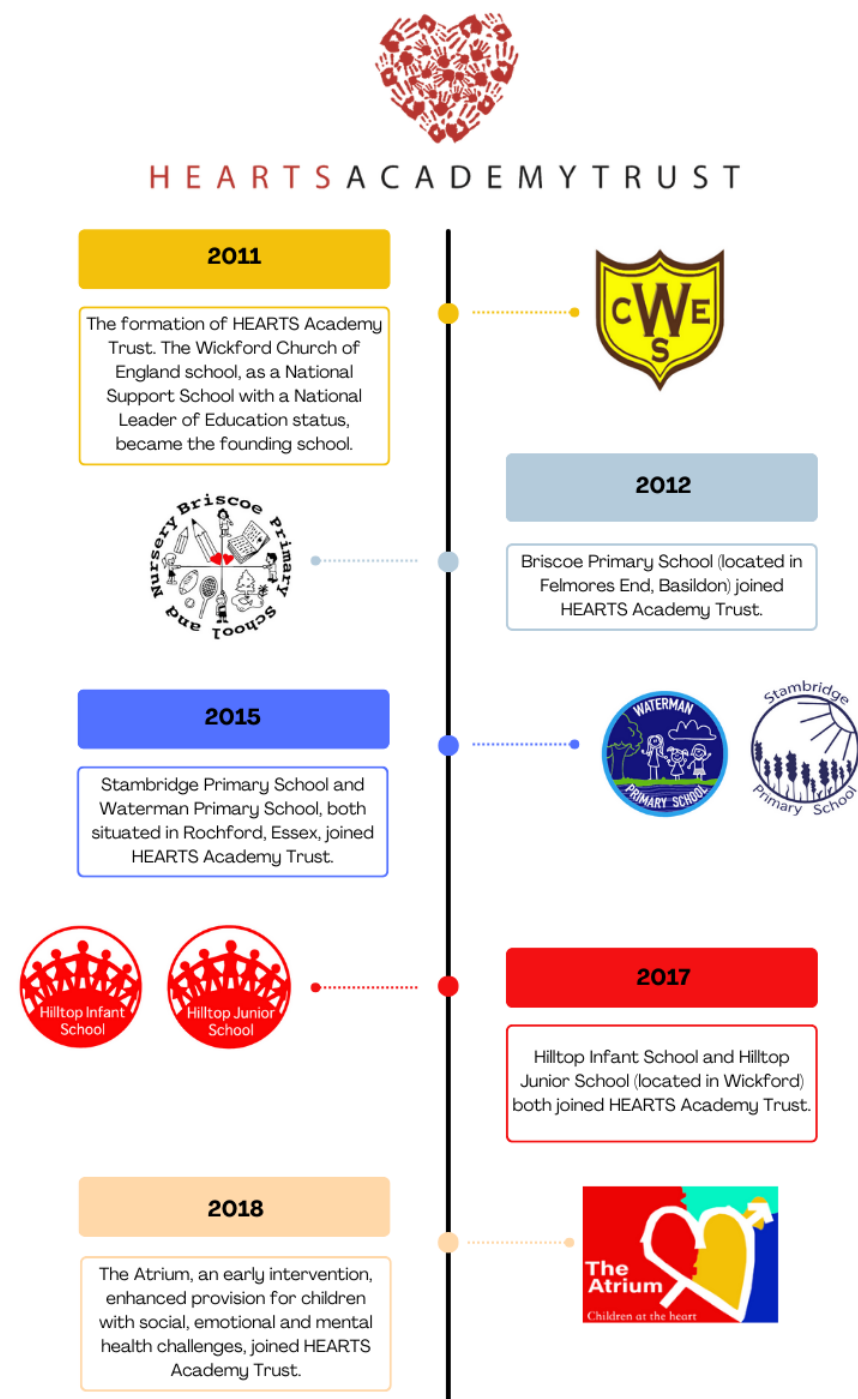 HEARTSACADEMYTRUST
2011
The formation of HEARTS Academy
Trust. The Wickford Church of
England school, as a National
Support School with a National
Leader of Education status,
became the founding school.
CWES
2012
Briscoe Primary School (located in
Felmores End, Basildon) joined
HEARTS Academy Trust.
Briscoe Primary School and Nursery
2015
Stambridge Primary School and
Waterman Primary School, both
situated in Rochford, Essex, joined
HEARTS Academy Trust.
WATERMAN
PRIMARY SCHOOL
Stambridge
Primary School
Hilltop Infant
School
Hilltop Junior
School
2017
Hilltop Infant School and Hilltop
Junior School (located in Wickford)
both joined HEARTS Academy Trust.
2018
The Atrium, an early intervention,
enhanced provision for children
with social, emotional and mental
health challenges, joined HEARTS
Academy Trust.
The
Atrium
Children at the heart